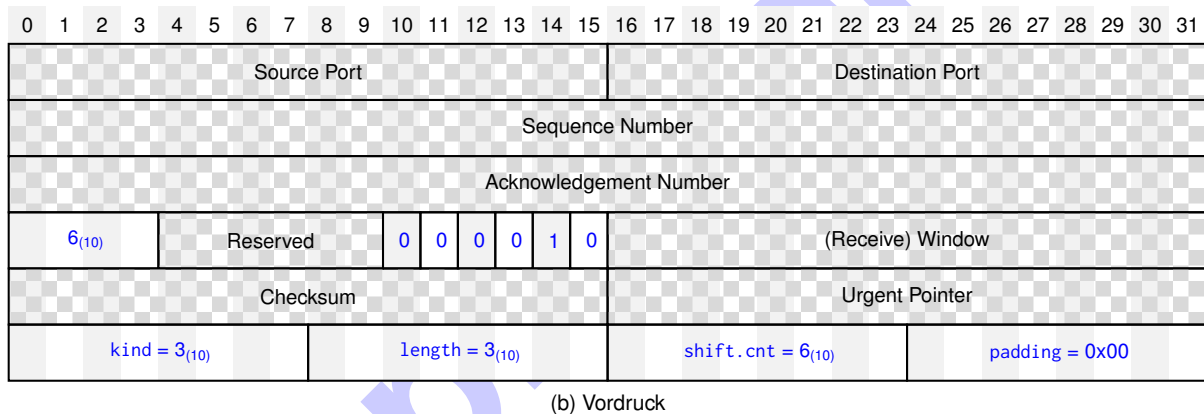 0 1 2 3 4 5 6 7 8 9 10 11 12 13 14 15 16 17 18 19 20 21 22 23 24 25 26 27 28 29 30 31
Source Port Destination Port
Sequence Number
Acknowledgement Number
6(10) Reserved 0 0 0 0 1 0 (Receive) Window
Checksum Urgent Pointer
kind = 3(10) length = 3(10) shift.cnt = 6(10) padding = 0x00
(b) Vordruck